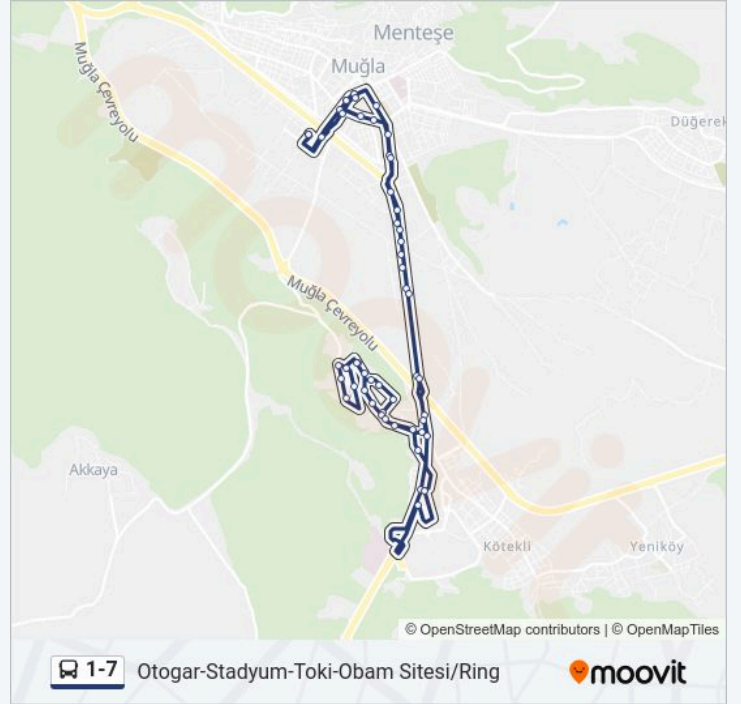 Menteşe
Muğla
Muğla Çevreyolu
Düğerek
Muğla Çevreyolu
Akkaya
Kötekli
Yeniköy
© OpenStreetMap contributors | © OpenMapTiles
1-7 Otogar-Stadyum-Toki-Obam Sitesi/Ring
moovit